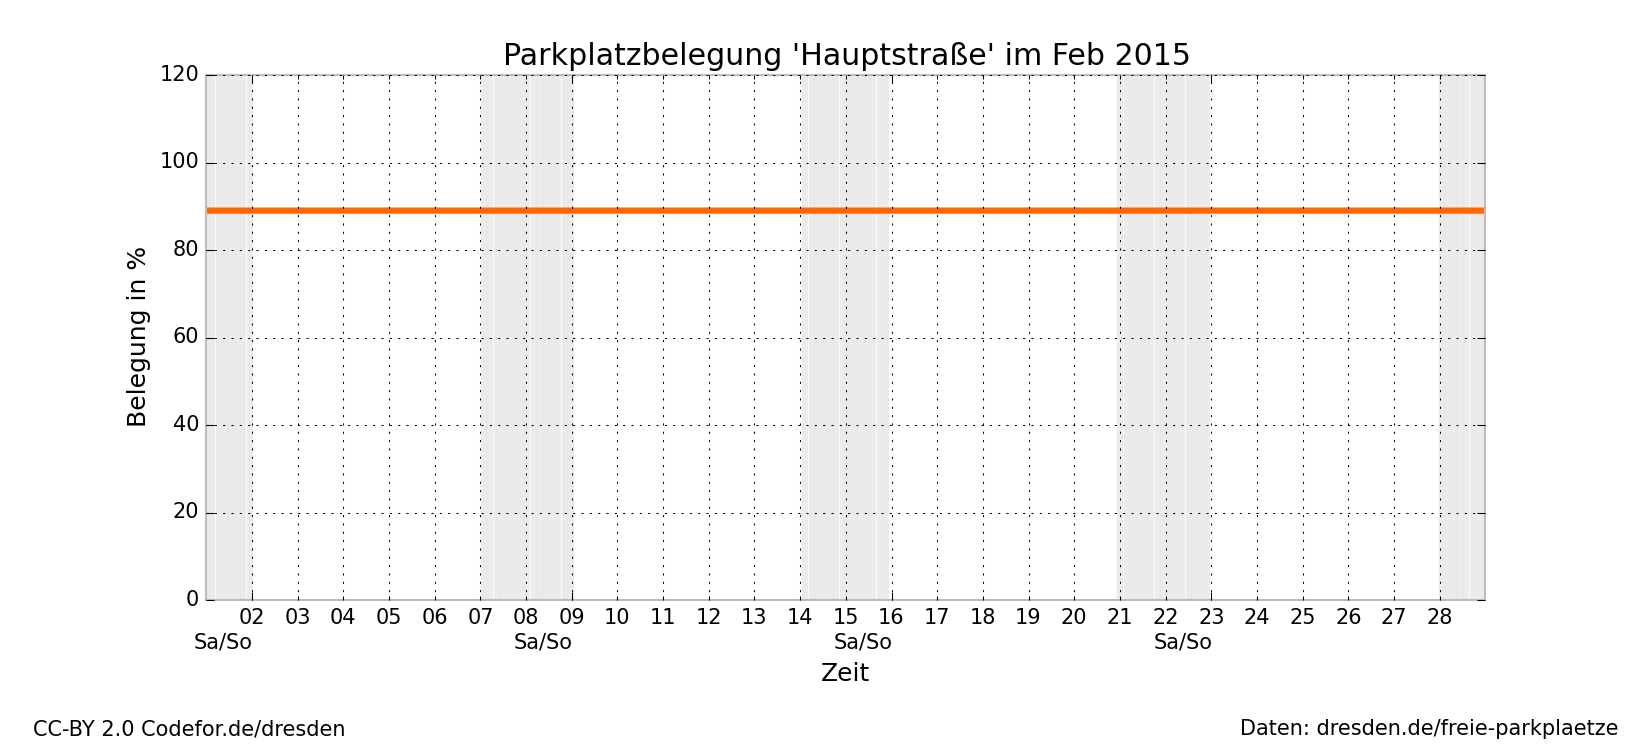 Parkplatzbelegung 'Hauptstraße' im Feb 2015
120
100
80
60
40
20
0
Belegung in %
02 03 04 05 06 07 08 09 10 11 12 13 14 15 16 17 18 19 20 21 22 23 24 25 26 27 28
Sa/So Sa/So Sa/So Sa/So
Zeit
CC-BY 2.0 Codefor.de/dresden
Daten: dresden.de/freie-parkplaetze